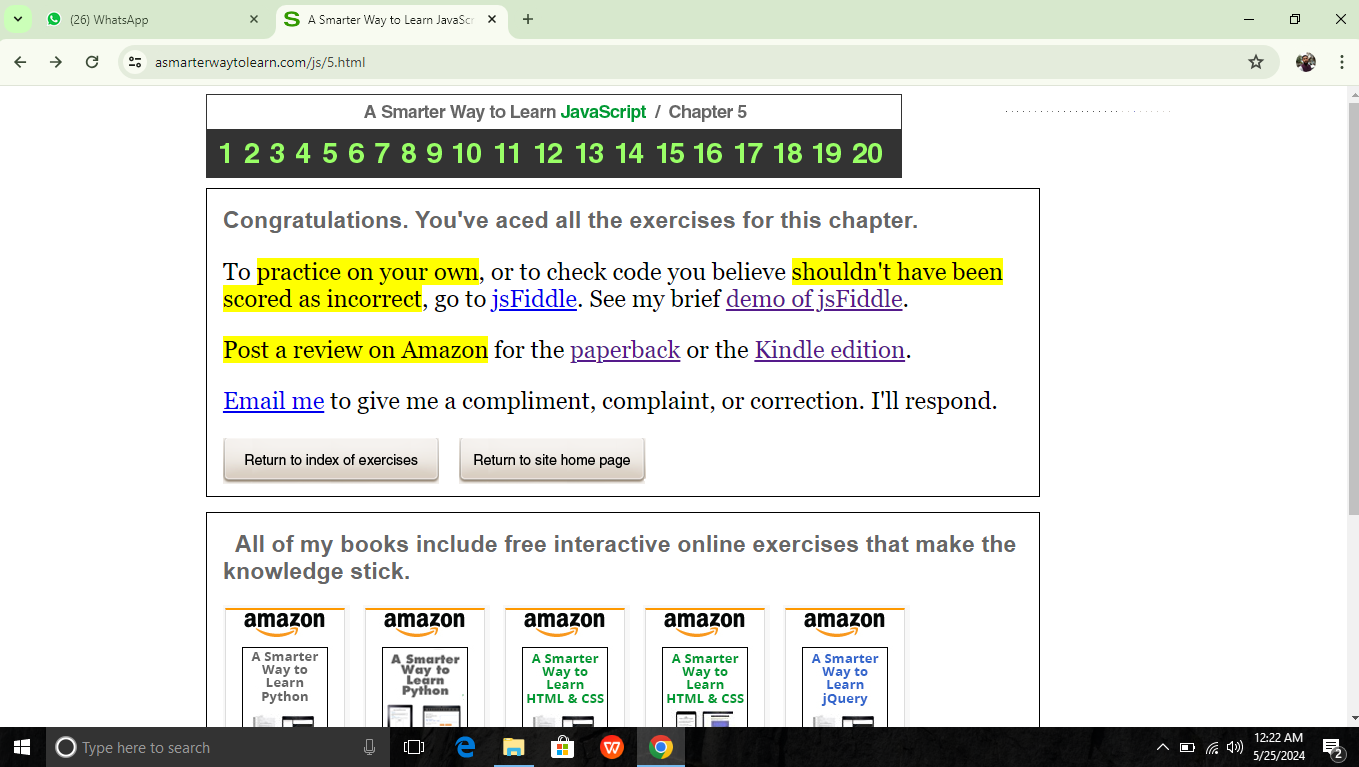 (26) WhatsApp
A Smarter Way to Learn JavaScr
asmarterwaytolearn.com/js/5.html
A Smarter Way to Learn JavaScript / Chapter 5
1 2 3 4 5 6 7 8 9 10 11 12 13 14 15 16 17 18 19 20
Congratulations. You've aced all the exercises for this chapter.
To practice on your own, or to check code you believe shouldn't have been
scored as incorrect, go to jsFiddle. See my brief demo of jsFiddle.
Post a review on Amazon for the paperback or the Kindle edition.
Email me to give me a compliment, complaint, or correction. I'll respond.
Return to index of exercises Return to site home page
All of my books include free interactive online exercises that make the
knowledge stick.
amazon amazon amazon amazon amazon
A Smarter A Smarter A Smarter A Smarter A Smarter
Way to Way to Way to Way to Way to
Learn Learn Learn Learn Learn
Python Python HTML & CSS HTML & CSS jQuery
Type here to search
12:22 AM
5/25/2024
2